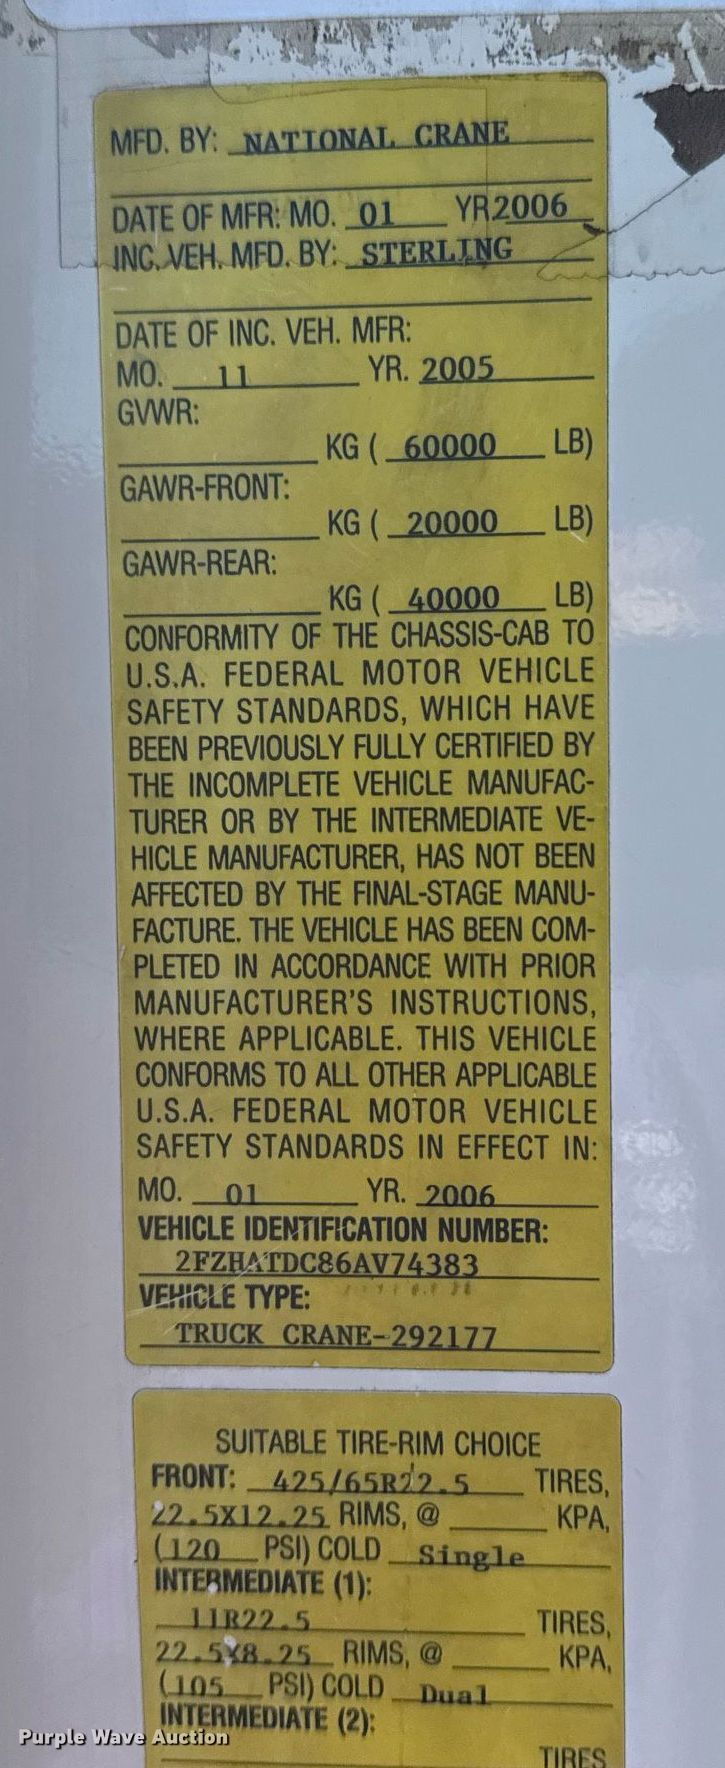 MFD. BY: NATIONAL CRANE
DATE OF MFR: MO. 01 YR 2006
INC. VEH. MFD. BY: STERLING
DATE OF INC. VEH. MFR:
MO. 11 YR. 2005
GVWR:
KG ( 60000 LB)
GAWR-FRONT:
KG ( 20000 LB)
GAWR-REAR:
KG ( 40000 LB)
CONFORMITY OF THE CHASSIS-CAB TO
U.S.A. FEDERAL MOTOR VEHICLE
SAFETY STANDARDS, WHICH HAVE
BEEN PREVIOUSLY FULLY CERTIFIED BY
THE INCOMPLETE VEHICLE MANUFAC-
TURER OR BY THE INTERMEDIATE VE-
HICLE MANUFACTURER, HAS NOT BEEN
AFFECTED BY THE FINAL-STAGE MANU-
FACTURE. THE VEHICLE HAS BEEN COM-
PLETED IN ACCORDANCE WITH PRIOR
MANUFACTURER'S INSTRUCTIONS,
WHERE APPLICABLE. THIS VEHICLE
CONFORMS TO ALL OTHER APPLICABLE
U.S.A. FEDERAL MOTOR VEHICLE
SAFETY STANDARDS IN EFFECT IN:
MO. 01 YR. 2006
VEHICLE IDENTIFICATION NUMBER:
2FZHATDC86AV74383
VEHICLE TYPE:
TRUCK CRANE-292177
SUITABLE TIRE-RIM CHOICE
FRONT: 425/65R22.5 TIRES,
22.5X12.25 RIMS, @ KPA,
(120 PSI) COLD Single
INTERMEDIATE (1):
11R22.5 TIRES,
22.5X8.25 RIMS, @ KPA,
(105 PSI) COLD Dual
INTERMEDIATE (2):
TIRES
Purple Wave Auction